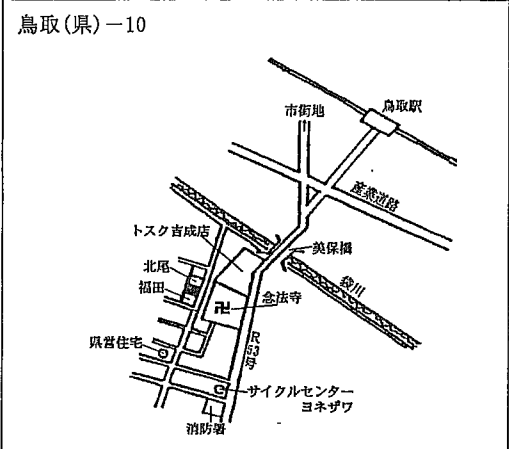 鳥取(県)－10
市街地
鳥取駅
産業道路
トスク吉成店
美保橋
北尾
福田
袋川
念法寺
卍
R53号
県営住宅
サイクルセンター
ヨネザワ
消防署